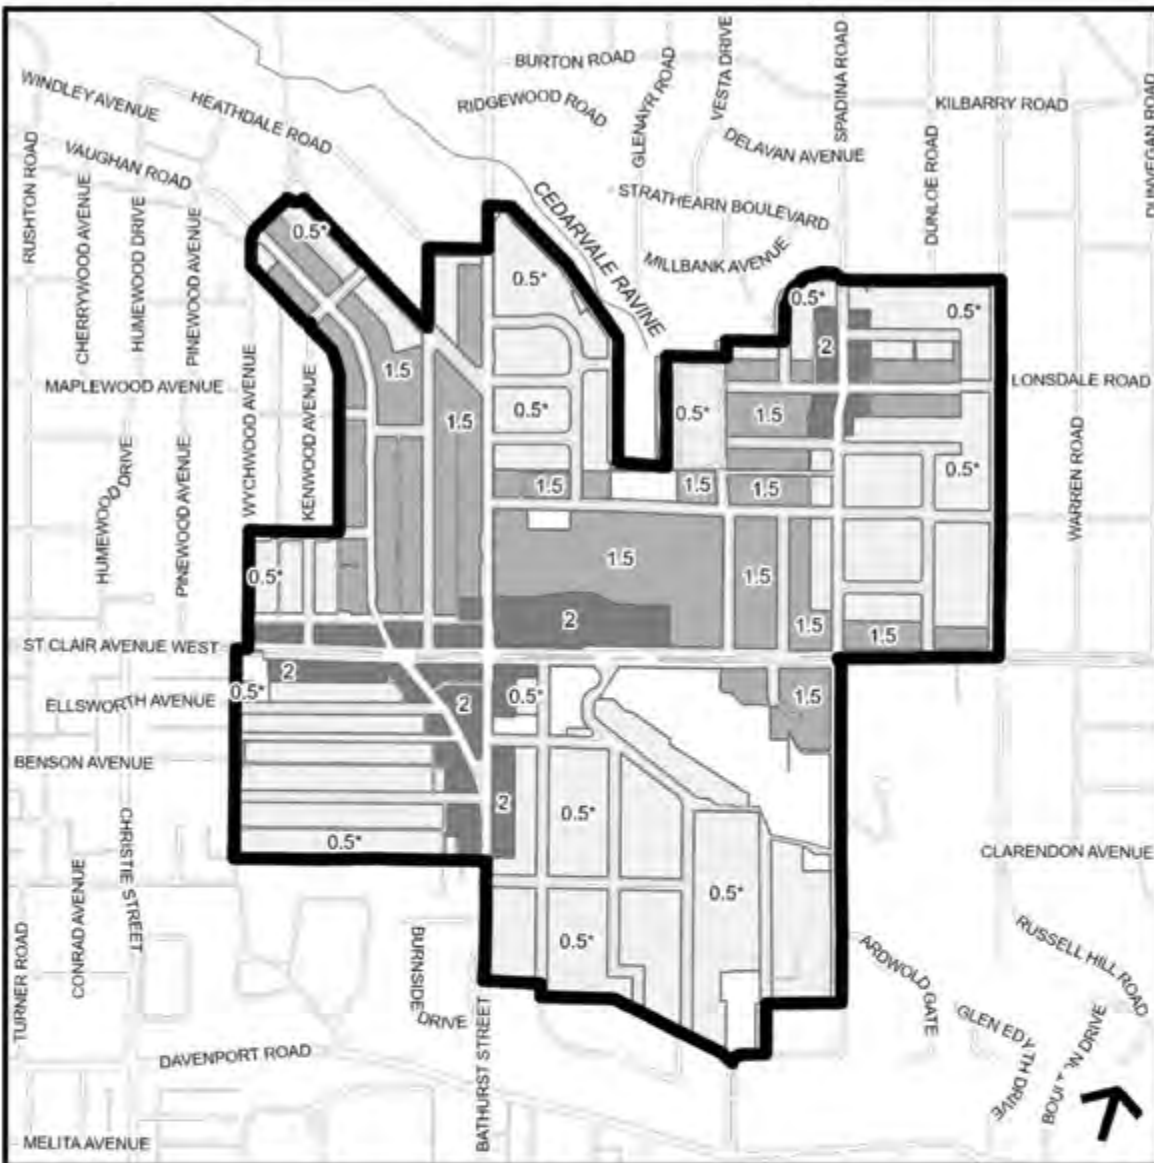 BURTON ROAD
RIDGEWOOD ROAD
GLENAYR ROAD
VESTA DRIVE
SPADINA ROAD
DUNVEGAN ROAD
KILBARRY ROAD
WINDLEY AVENUE
HEATHDALE ROAD
VAUGHAN ROAD
RUSHTON ROAD
CHERRYWOOD AVENUE
HUMEWOOD DRIVE
PINEWOOD AVENUE
DELAVAN AVENUE
DUNLOE ROAD
STRATHEARN BOULEVARD
CEDARVALE RAVINE
MILLBANK AVENUE
0.5*
0.5*
0.5*
0.5*
2
MAPLEWOOD AVENUE
WYCHWOOD AVENUE
KENWOOD AVENUE
1.5
1.5
0.5*
0.5*
1.5
LONSDALE ROAD
HUMEWOOD DRIVE
PINEWOOD AVENUE
1.5
1.5
1.5
0.5*
WARREN ROAD
0.5*
1.5
1.5
2
1.5
1.5
ST CLAIR AVENUE WEST
0.5*
2
2
0.5*
1.5
ELLSWORTH AVENUE
BENSON AVENUE
2
0.5*
0.5*
CHRISTIE STREET
CLARENDON AVENUE
CONRAD AVENUE
TURNER ROAD
0.5*
0.5*
BURNSIDE
DRIVE
BATHURST STREET
DAVENPORT ROAD
ARDWOLD GATE
RUSSELL HILL ROAD
GLEN EDYTH DRIVE
DRIVE
MELITA AVENUE